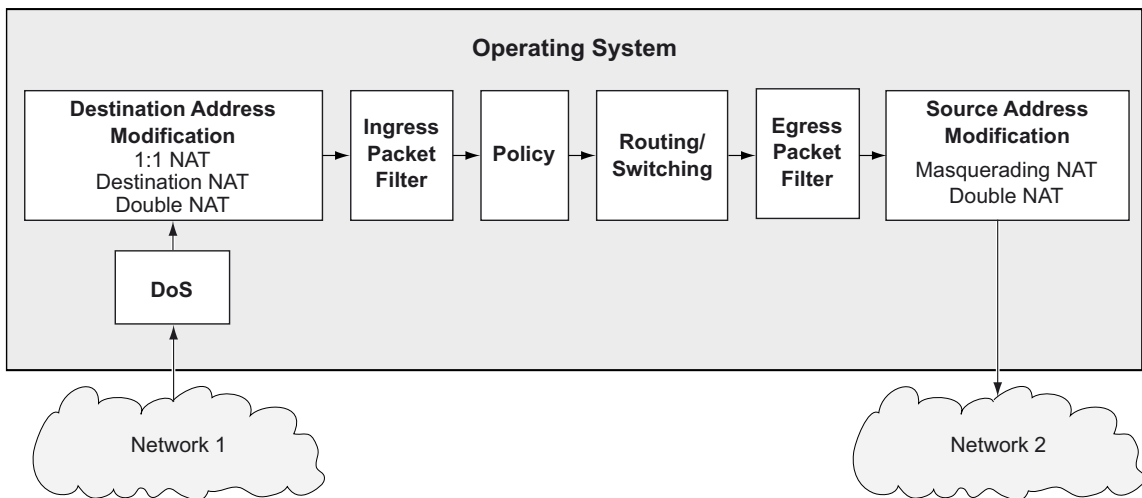 Operating System
Destination Address
Modification
1:1 NAT
Destination NAT
Double NAT
Ingress
Packet
Filter
Policy
Routing/
Switching
Egress
Packet
Filter
Source Address
Modification
Masquerading NAT
Double NAT
DoS
Network 1
Network 2